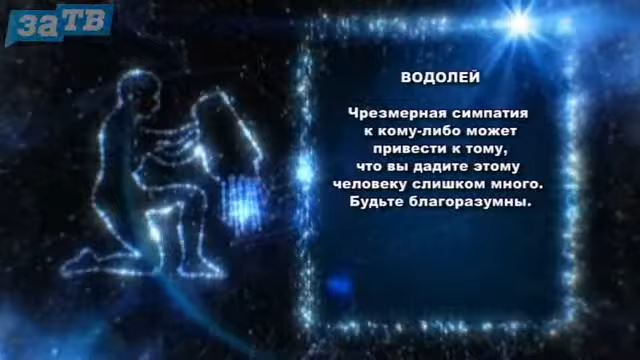 ЗАТВ
ВОДОЛЕЙ
Чрезмерная симпатия
к кому-либо может
привести к тому,
что вы дадите этому
человеку слишком много.
Будьте благоразумны.